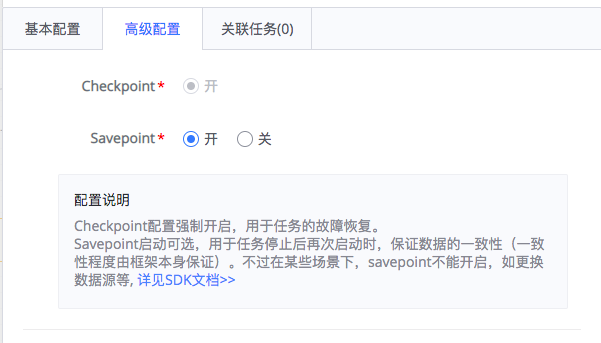 基本配置 高级配置 关联任务(0)
Checkpoint* 开
Savepoint* 开 关
配置说明
Checkpoint配置强制开启，用于任务的故障恢复。
Savepoint启动可选，用于任务停止后再次启动时，保证数据的一致性（一致
性程度由框架本身保证）。不过在某些场景下，savepoint不能开启，如更换
数据源等, 详见SDK文档>>